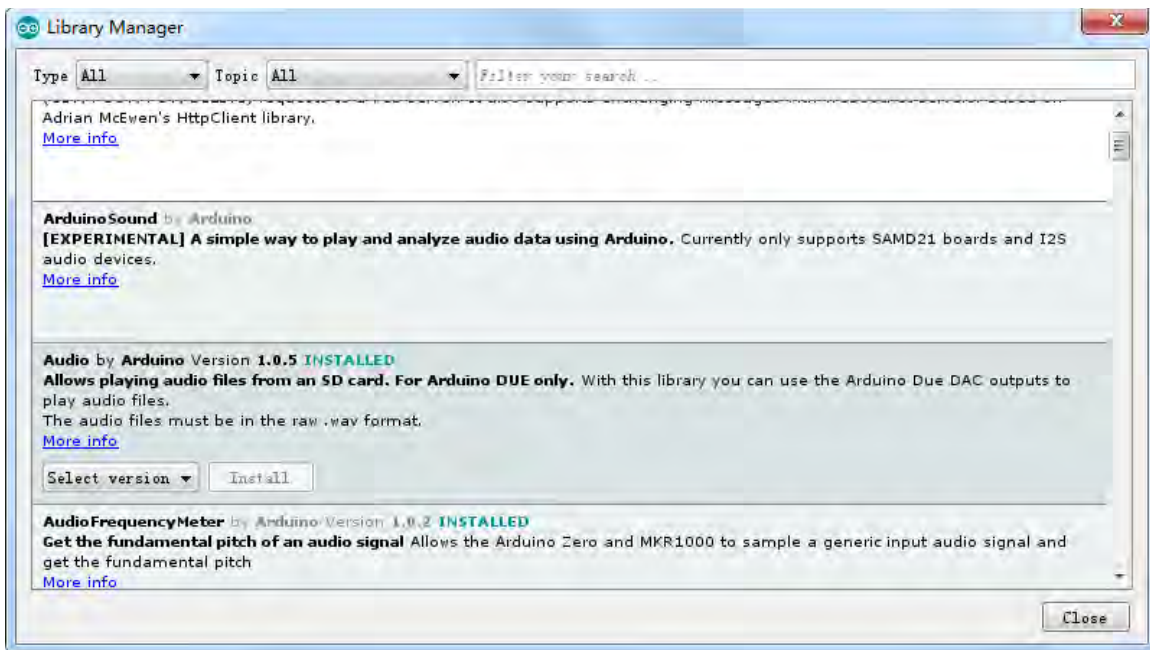 Library Manager
Type All Topic All Filter your search ...
Adrian McEwen's HttpClient library.
More info
ArduinoSound by Arduino
[EXPERIMENTAL] A simple way to play and analyze audio data using Arduino. Currently only supports SAMD21 boards and I2S
audio devices.
More info
Audio by Arduino Version 1.0.5 INSTALLED
Allows playing audio files from an SD card. For Arduino DUE only. With this library you can use the Arduino Due DAC outputs to
play audio files.
The audio files must be in the raw .wav format.
More info
Select version Install
AudioFrequencyMeter by Arduino Version 1.0.2 INSTALLED
Get the fundamental pitch of an audio signal Allows the Arduino Zero and MKR1000 to sample a generic input audio signal and
get the fundamental pitch
More info
Close